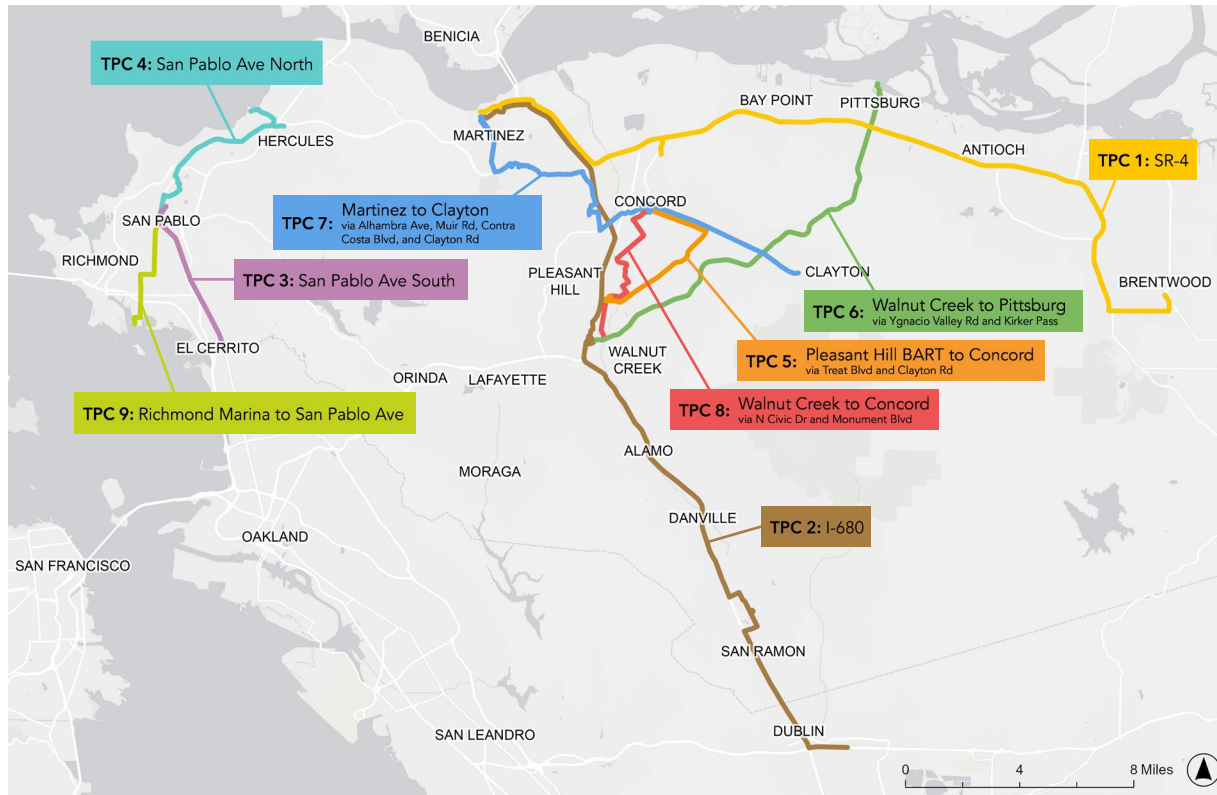 BENICIA
TPC 4: San Pablo Ave North
BAY POINT
PITTSBURG
MARTINEZ
HERCULES
ANTIOCH
TPC 1: SR-4
CONCORD
TPC 7: Martinez to Clayton
via Alhambra Ave, Muir Rd, Contra
Costa Blvd, and Clayton Rd
SAN PABLO
RICHMOND
PLEASANT
HILL
CLAYTON
TPC 3: San Pablo Ave South
BRENTWOOD
TPC 6: Walnut Creek to Pittsburg
via Ygnacio Valley Rd and Kirker Pass
EL CERRITO
WALNUT
CREEK
TPC 5: Pleasant Hill BART to Concord
via Treat Blvd and Clayton Rd
ORINDA
LAFAYETTE
TPC 9: Richmond Marina to San Pablo Ave
TPC 8: Walnut Creek to Concord
via N Civic Dr and Monument Blvd
ALAMO
MORAGA
DANVILLE
TPC 2: I-680
OAKLAND
SAN FRANCISCO
SAN RAMON
SAN LEANDRO
DUBLIN
0 4 8 Miles